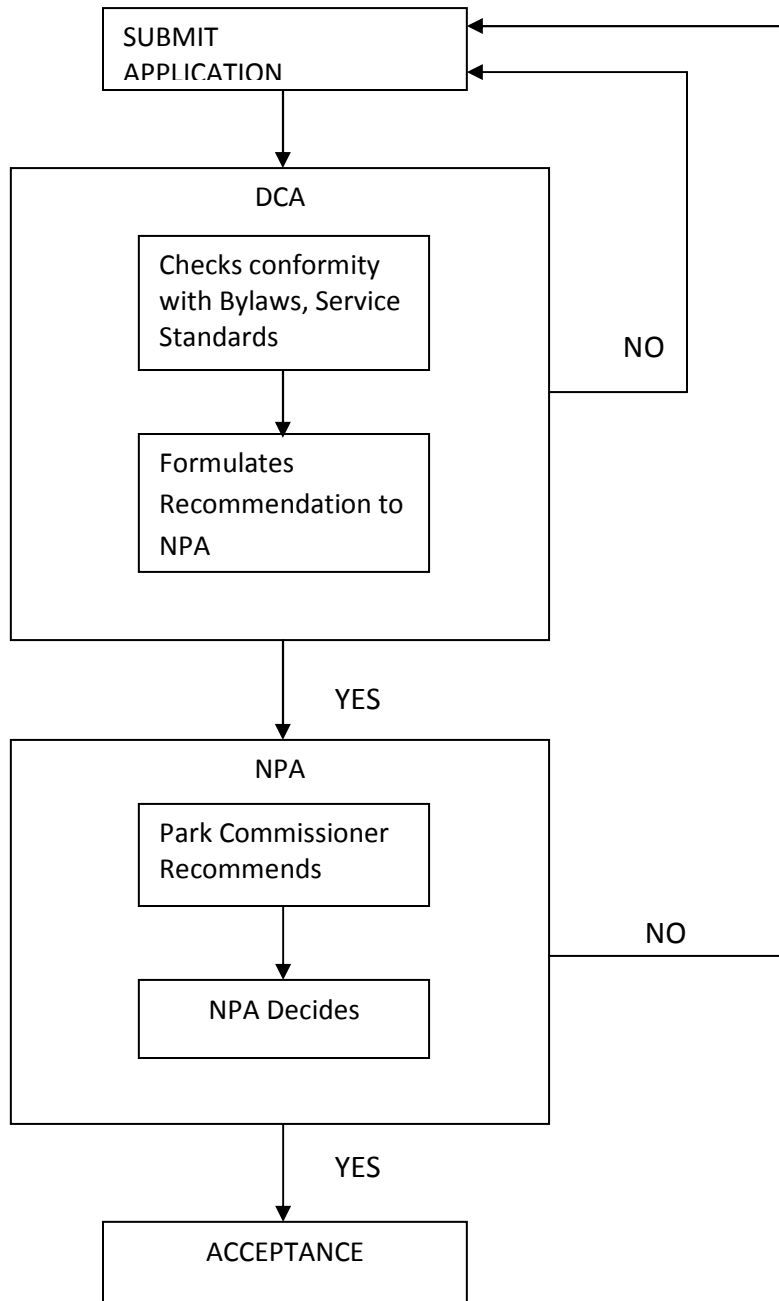 SUBMIT
APPLICATION
DCA
Checks conformity
with Bylaws, Service
Standards
NO
Formulates
Recommendation to
NPA
YES
NPA
Park Commissioner
Recommends
NO
NPA Decides
YES
ACCEPTANCE